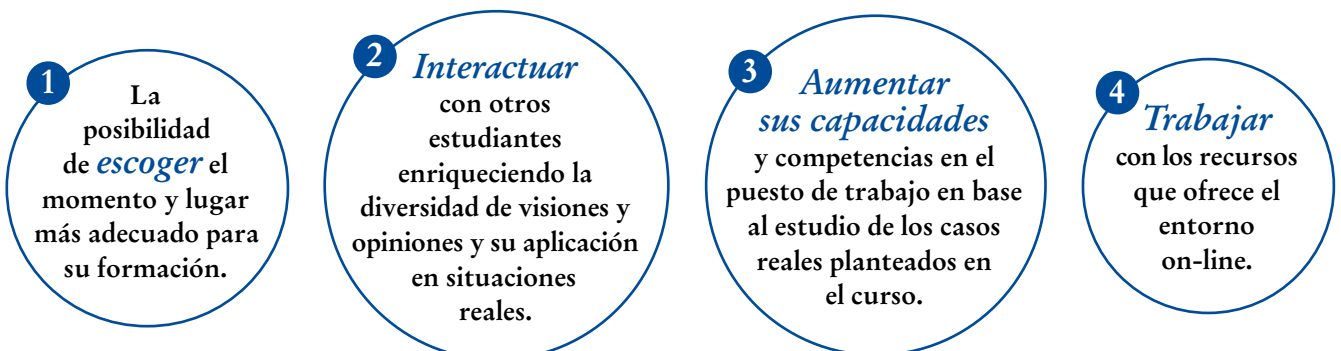 1
La
posibilidad
de escoger el
momento y lugar
más adecuado para
su formación.
2
Interactuar
con otros
estudiantes
enriqueciendo la
diversidad de visiones y
opiniones y su aplicación
en situaciones
reales.
3
Aumentar
sus capacidades
y competencias en el
puesto de trabajo en base
al estudio de los casos
reales planteados en
el curso.
4
Trabajar
con los recursos
que ofrece el
entorno
on-line.